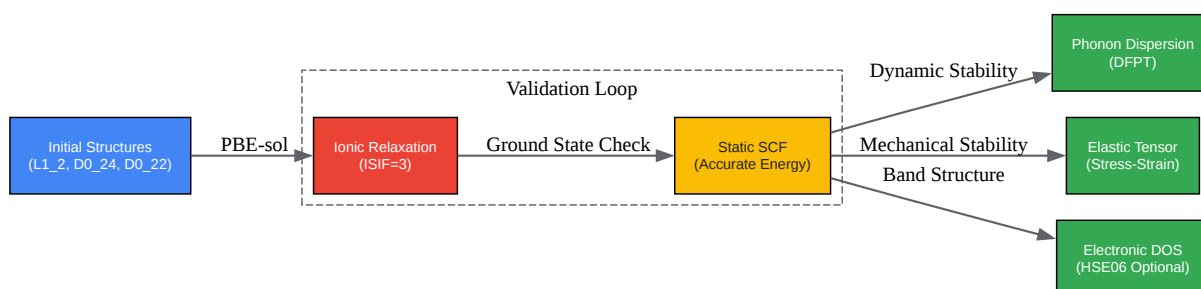 Initial Structures
(L1_2, D0_24, D0_22)
PBE-sol
Validation Loop
Ionic Relaxation
(ISIF=3)
Ground State Check
Static SCF
(Accurate Energy)
Dynamic Stability
Phonon Dispersion
(DFPT)
Mechanical Stability
Elastic Tensor
(Stress-Strain)
Band Structure
Electronic DOS
(HSE06 Optional)